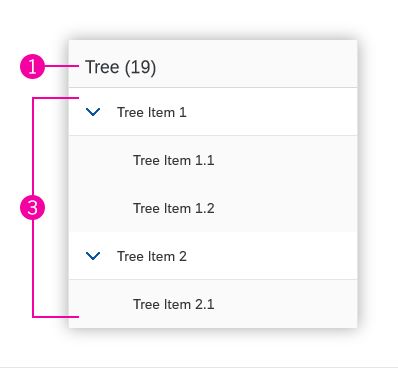 1 Tree (19)
Tree Item 1
Tree Item 1.1
3 Tree Item 1.2
Tree Item 2
Tree Item 2.1